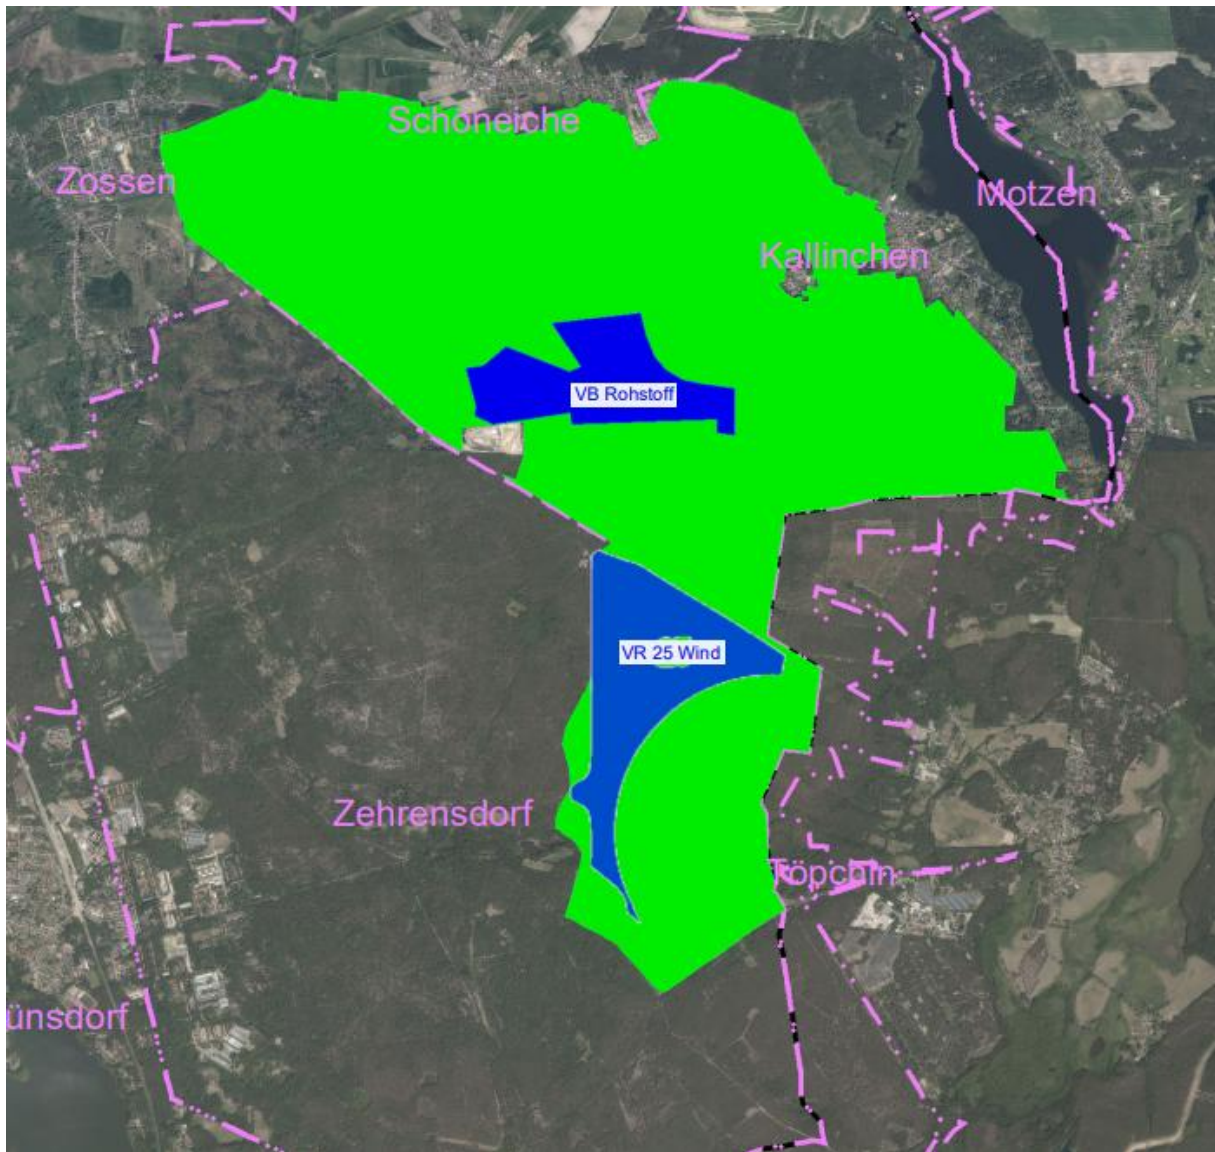 Schöneiche
Zossen
Motzen
Kallinchen
VB Rohstoff
VR 25 Wind
Zehrensdorf
Töpchin
ünsdorf